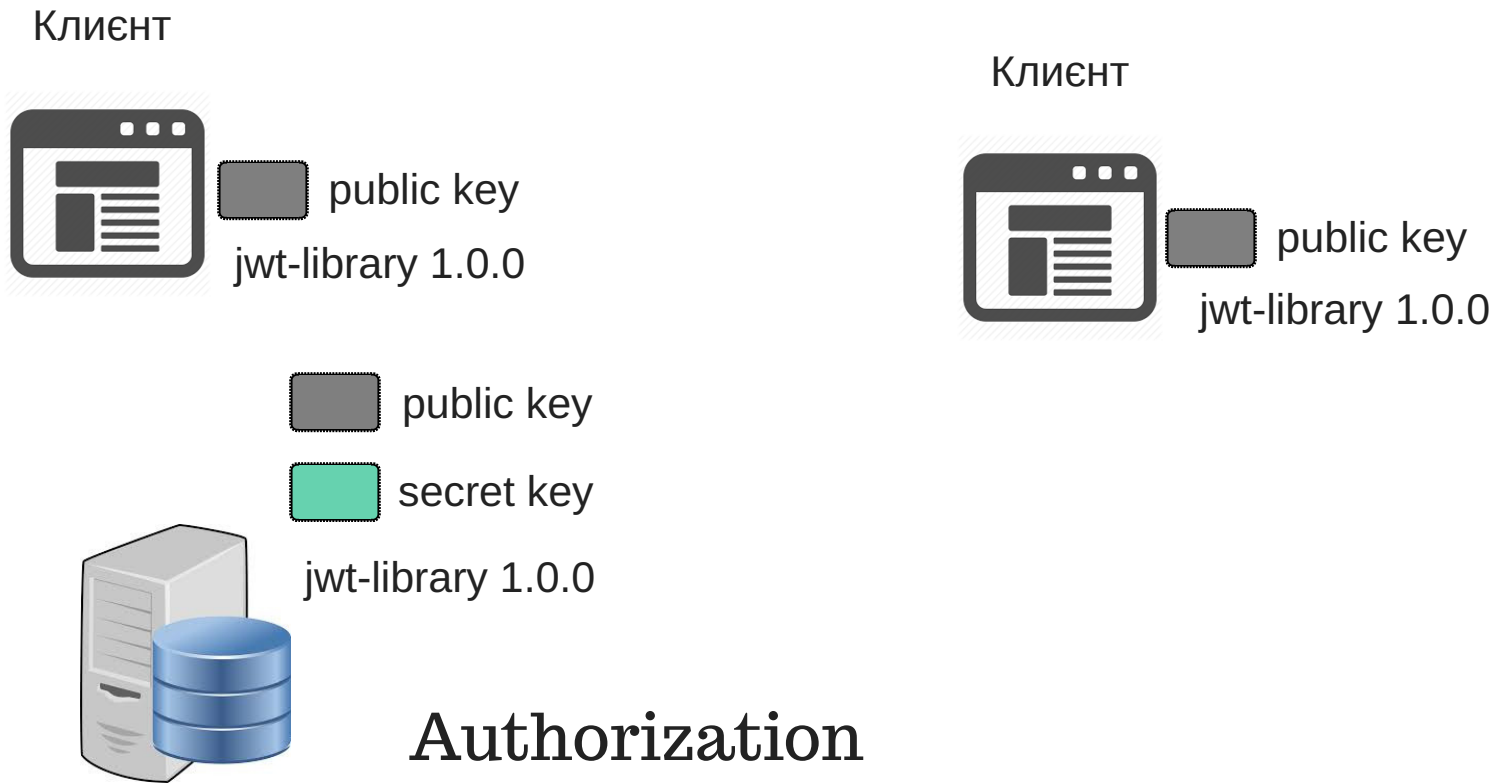 Клиєнт
public key
jwt-library 1.0.0
Клиєнт
public key
jwt-library 1.0.0
public key
secret key
jwt-library 1.0.0
Authorization